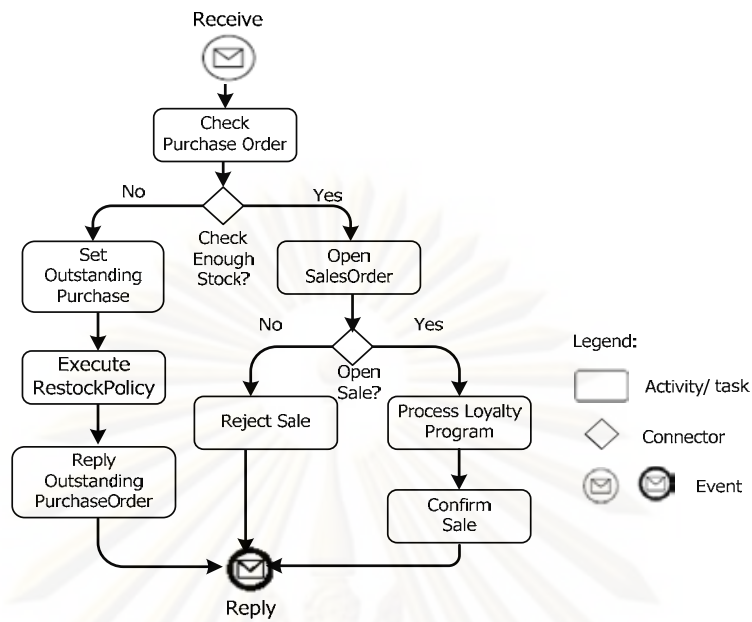 Receive
Check
Purchase Order
No
Yes
Check
Enough
Stock?
Set
Outstanding
Purchase
Open
SalesOrder
No
Yes
Open
Sale?
Execute
RestockPolicy
Reject Sale
Process Loyalty
Program
Reply
Outstanding
PurchaseOrder
Confirm
Sale
Reply
Legend:
Activity/ task
Connector
Event